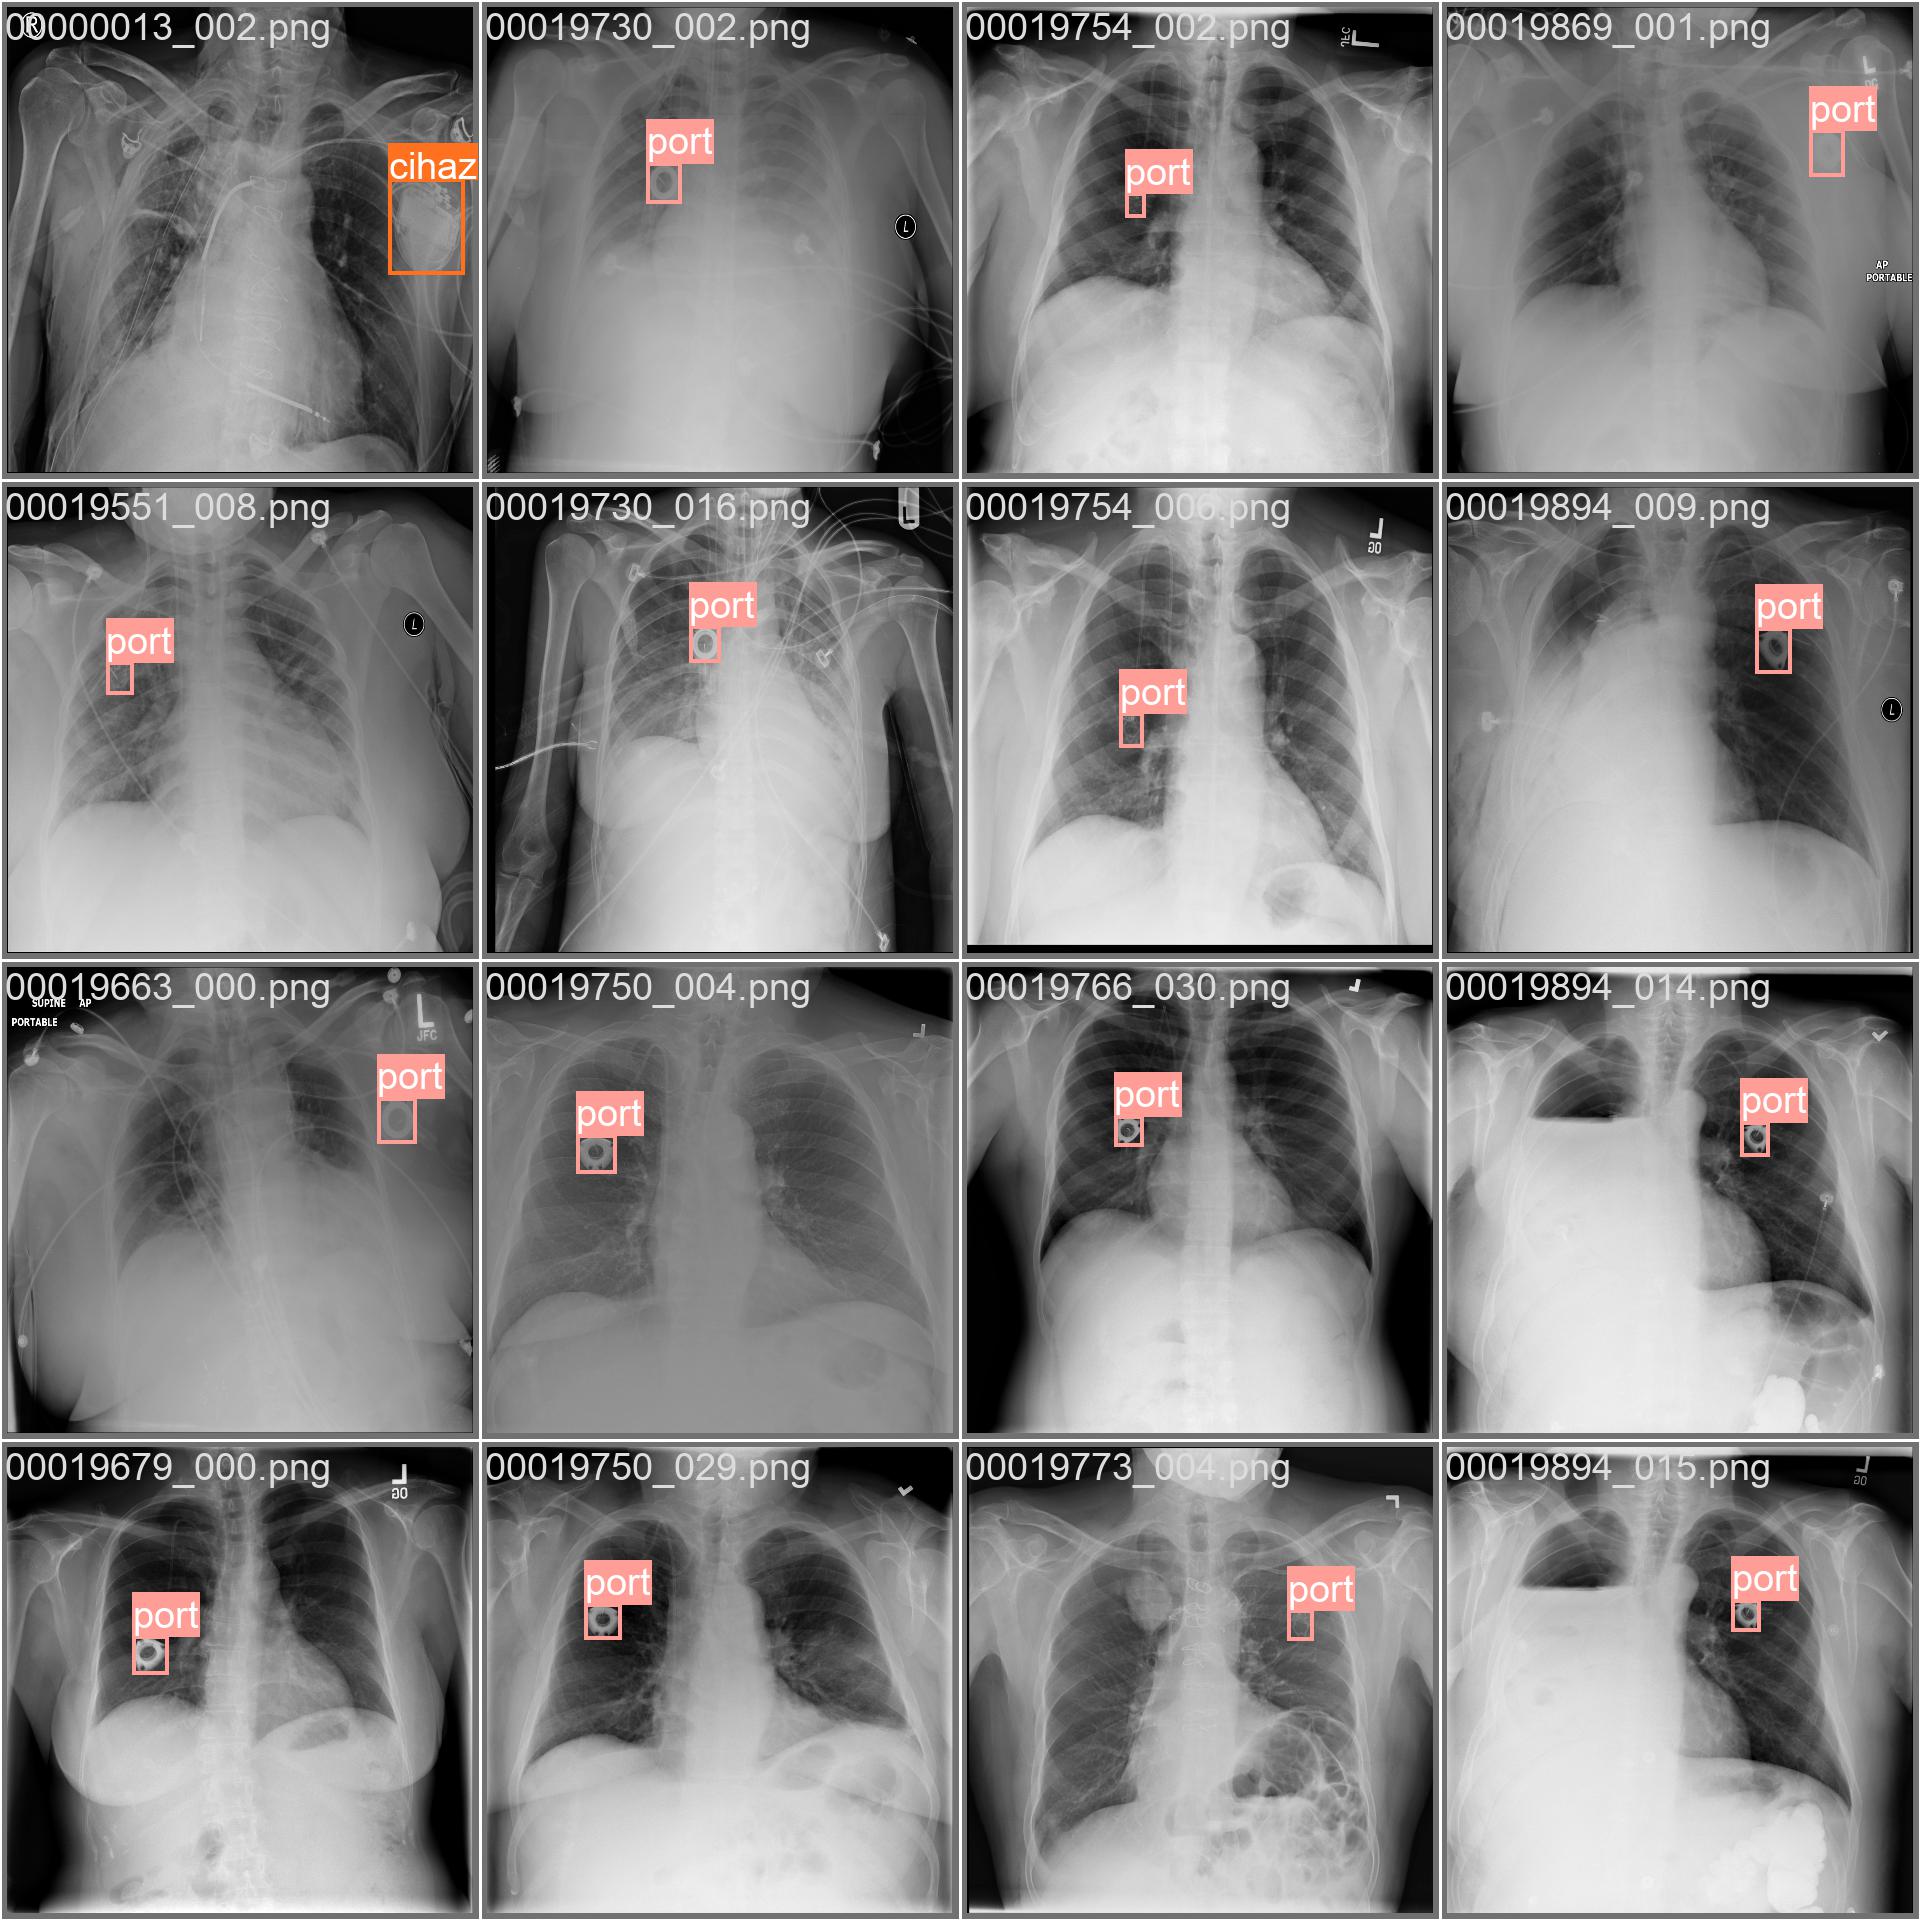 00000013_002.png
R
cihaz
00019730_002.png
port
L
00019754_002.png
L
port
00019869_001.png
L
port
AP
PORTABLE
00019551_008.png
port
L
00019730_016.png
L
port
00019754_006.png
L
port
00019894_009.png
port
L
00019663_000.png
SUPINE AP
PORTABLE
L
JFC
port
00019750_004.png
L
port
00019766_030.png
L
port
00019894_014.png
L
port
00019679_000.png
L
port
00019750_029.png
L
port
00019773_004.png
port
00019894_015.png
L
port